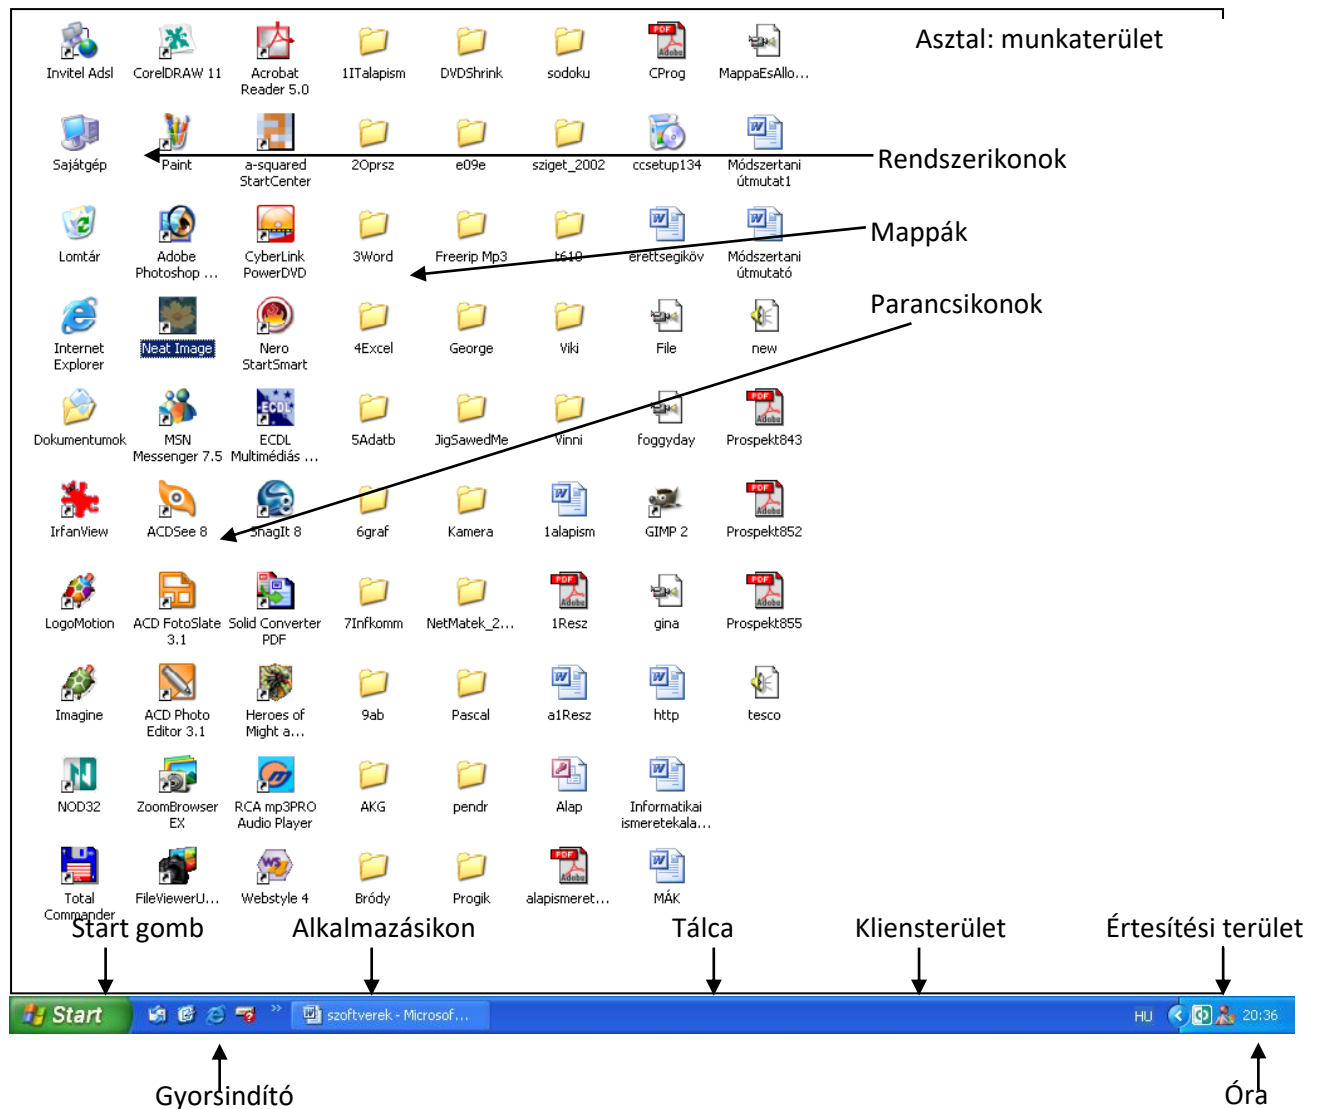 Asztal: munkaterület
Invitel Adsl
CorelDRAW 11
Acrobat
Reader 5.0
1ITalapism
DVDShrink
sodoku
CProg
MappaEsAllo...
Sajátgép
Paint
a-squared
StartCenter
2Oprsz
e09e
sziget_2002
ccsetup134
Módszertani
útmutat1
Rendszerikonok
Lomtár
Adobe
Photoshop ...
CyberLink
PowerDVD
3Word
Freerip Mp3
t610
erettsegiköv
Módszertani
útmutató
Mappák
Parancsikonok
Internet
Explorer
Neat Image
Nero
StartSmart
4Excel
George
Viki
File
new
Dokumentumok
MSN
Messenger 7.5
ECDL
Multimédiás ...
5Adatb
JigSawedMe
Vinni
foggyday
Prospekt843
IrfanView
ACDSee 8
SnagIt 8
6graf
Kamera
1alapism
GIMP 2
Prospekt852
LogoMotion
ACD FotoSlate
3.1
Solid Converter
PDF
7Infkomm
NetMatek_2...
1Resz
gina
Prospekt855
Imagine
ACD Photo
Editor 3.1
Heroes of
Might a...
9ab
Pascal
a1Resz
http
tesco
NOD32
ZoomBrowser
EX
RCA mp3PRO
Audio Player
AKG
pendr
Alap
Informatikai
ismeretekala...
Total
Commander
FileViewerU...
Webstyle 4
Bródy
Progik
alapismeret...
MÁK
Start gomb
Alkalmazásikon
Tálca
Kliensterület
Értesítési terület
Start
szoftverek - Microsof...
HU
20:36
Gyorsindító
Óra